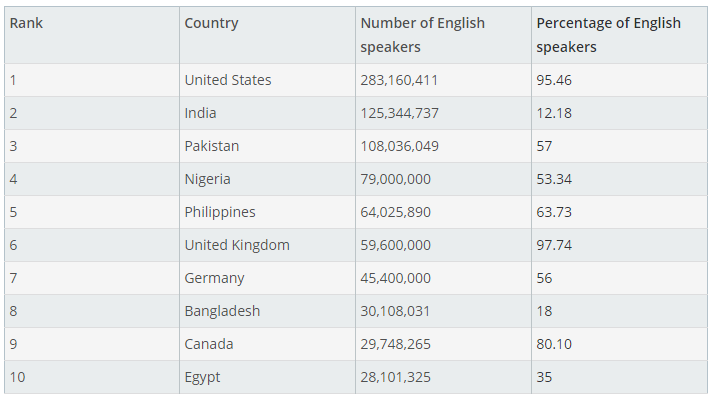 Rank Country Number of English speakers Percentage of English speakers
1 United States 283,160,411 95.46
2 India 125,344,737 12.18
3 Pakistan 108,036,049 57
4 Nigeria 79,000,000 53.34
5 Philippines 64,025,890 63.73
6 United Kingdom 59,600,000 97.74
7 Germany 45,400,000 56
8 Bangladesh 30,108,031 18
9 Canada 29,748,265 80.10
10 Egypt 28,101,325 35